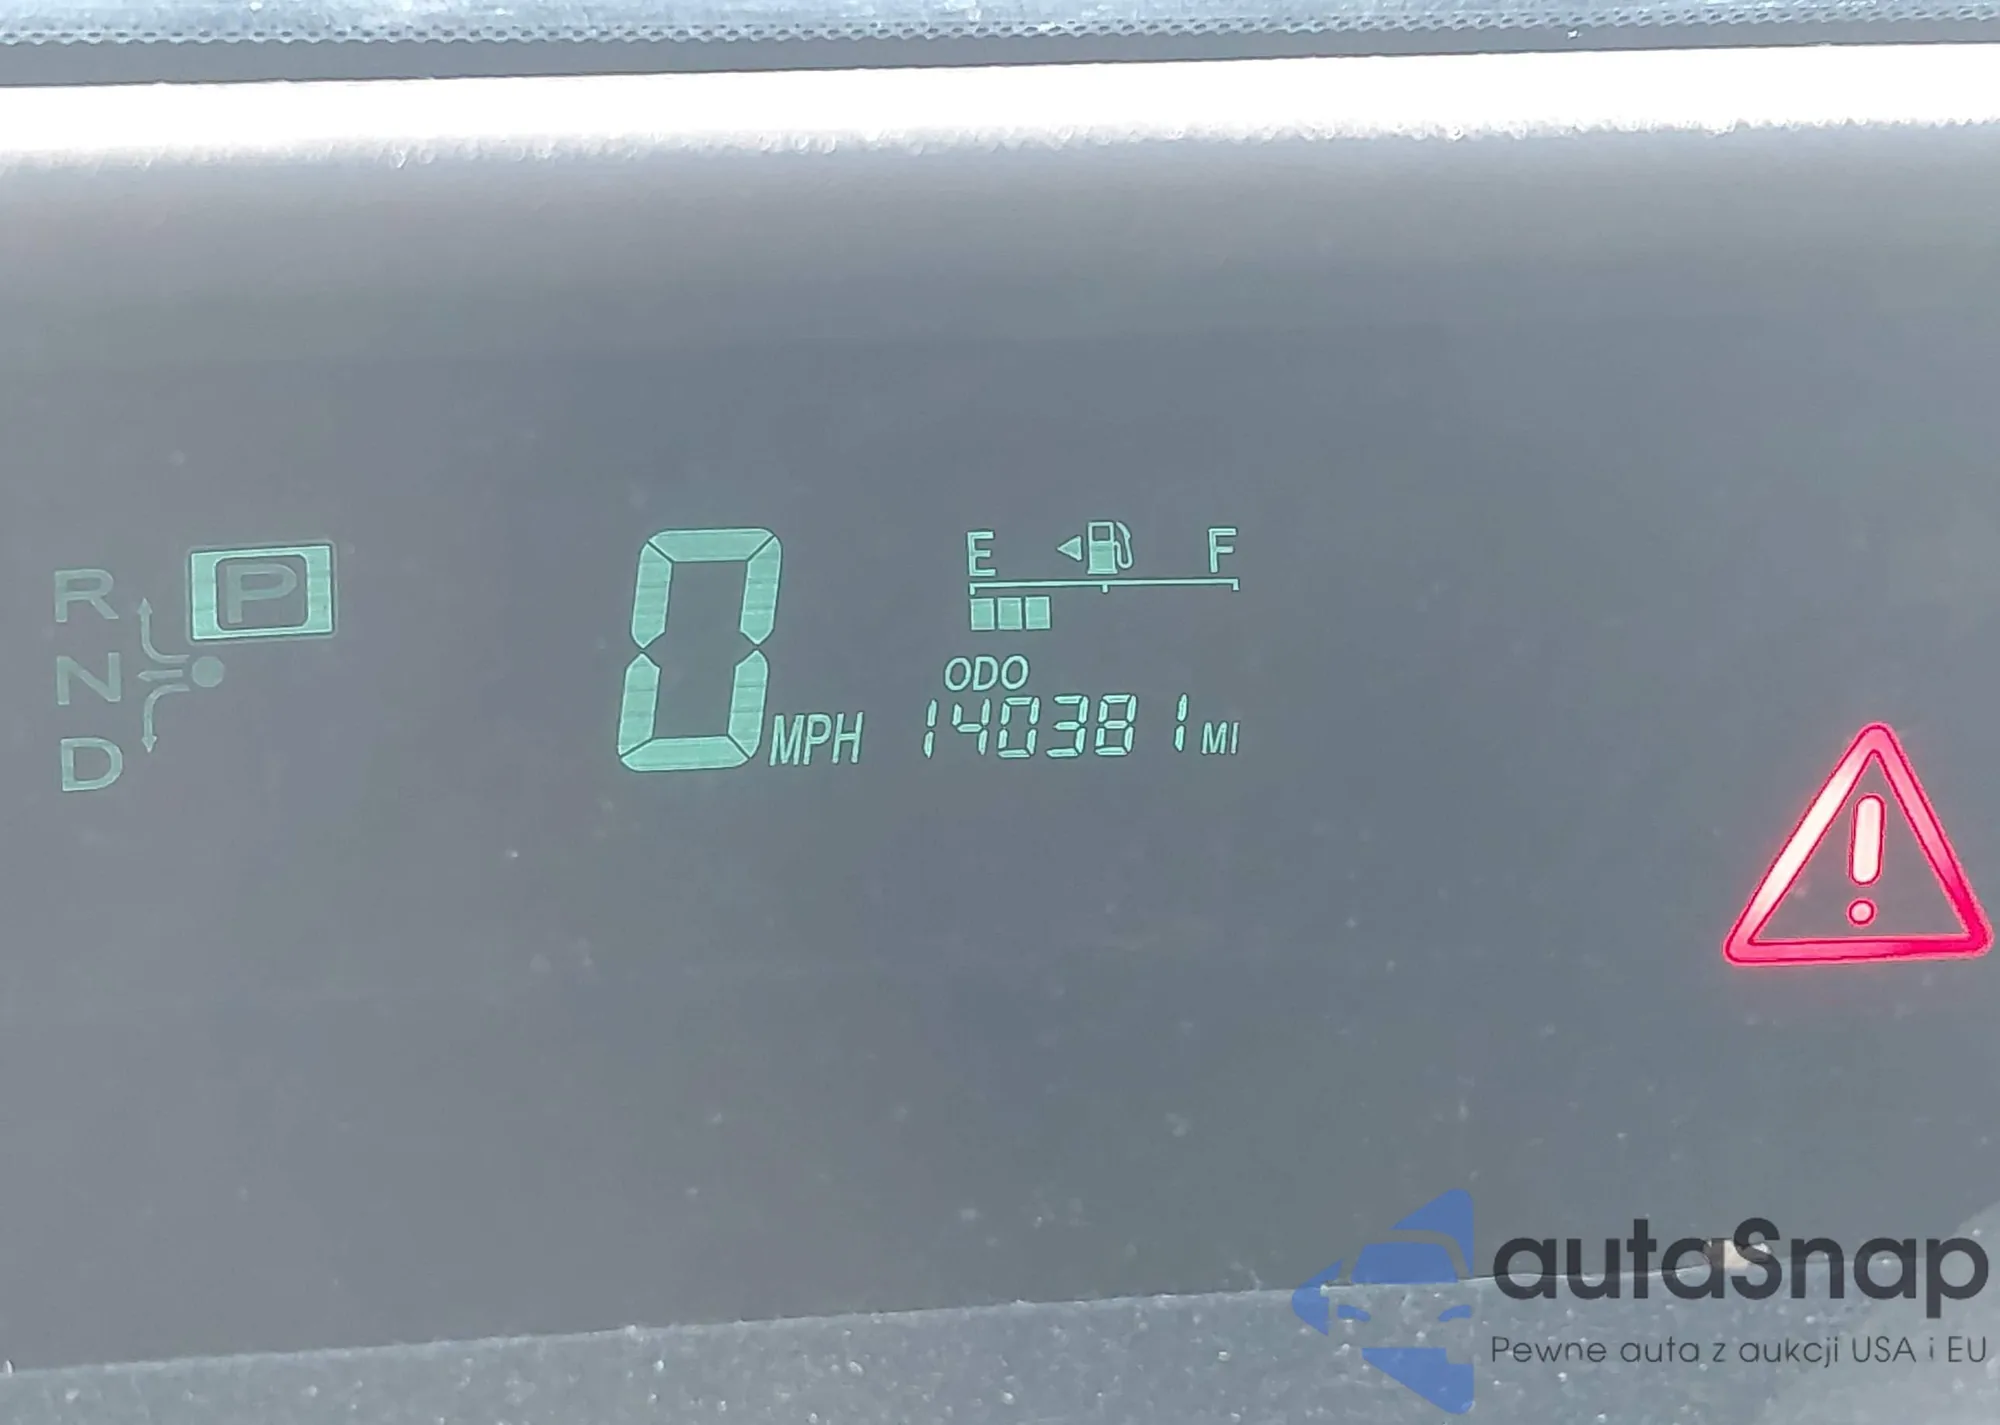 R P
N
D
0 MPH
E F
ODO
140381 MI
autaSnap
Pewne auta z aukcji USA i EU